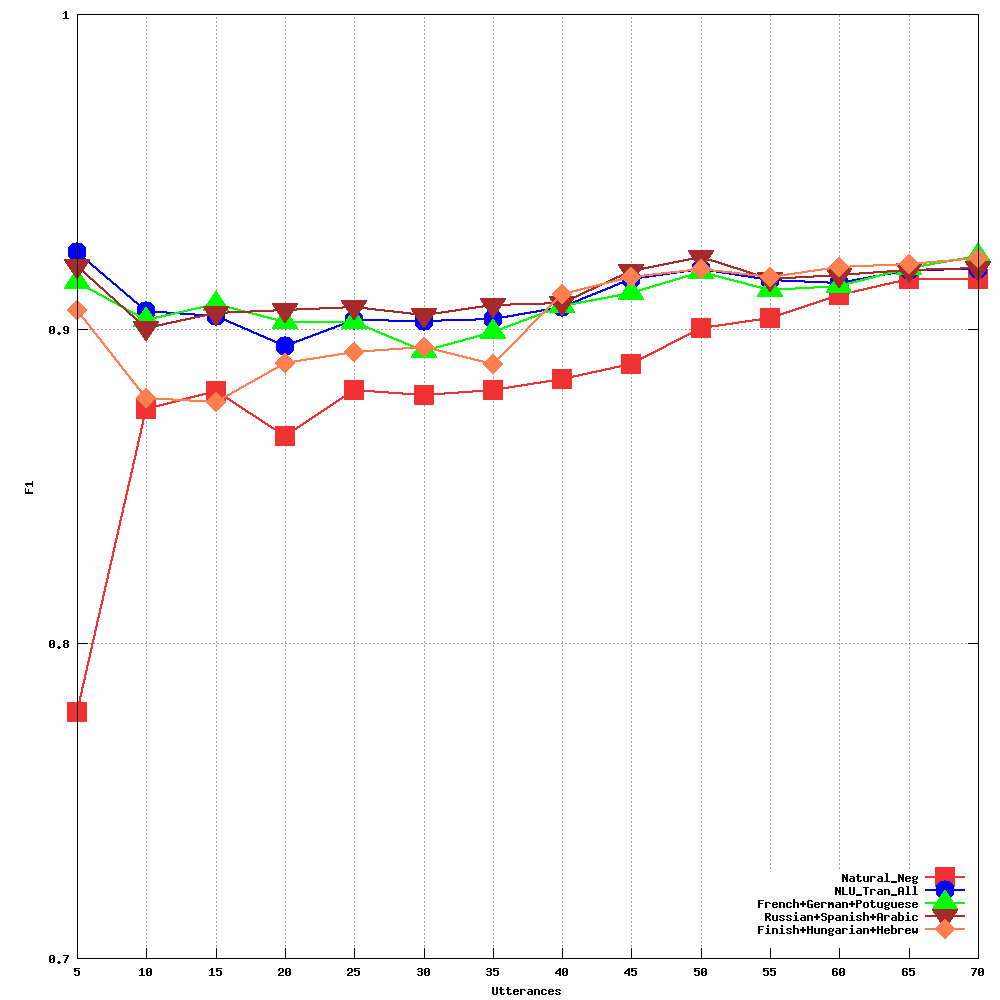 1
0.9
0.8
0.7
F1
5 10 15 20 25 30 35 40 45 50 55 60 65 70
Utterances
Natural_Neg
NLU_Tran_All
French+German+Potuguese
Russian+Spanish+Arabic
Finish+Hungarian+Hebrew